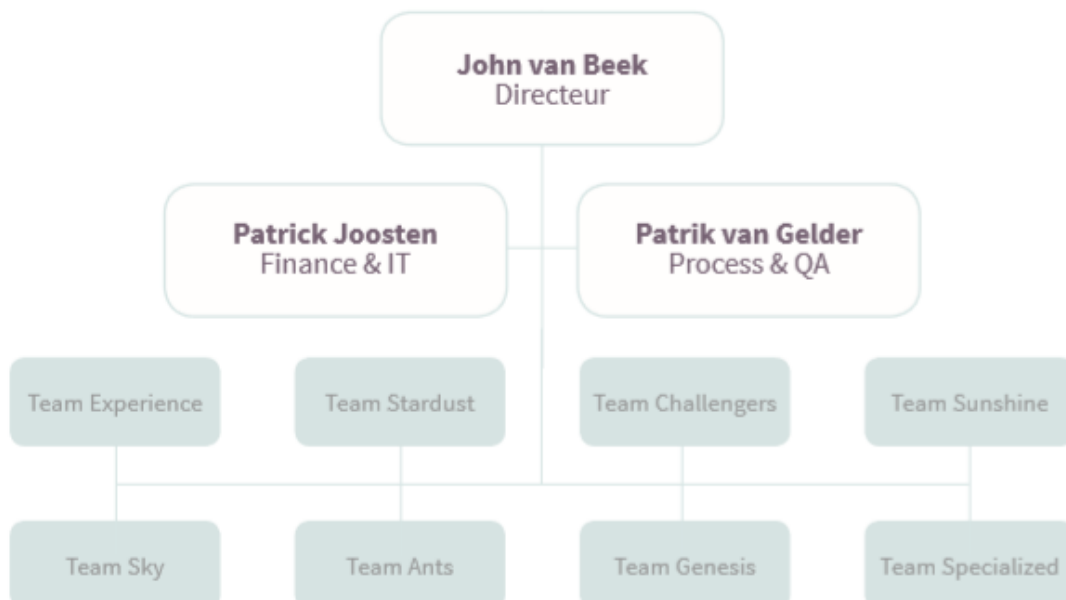 John van Beek
Directeur
Patrick Joosten
Finance & IT
Patrik van Gelder
Process & QA
Team Experience
Team Stardust
Team Challengers
Team Sunshine
Team Sky
Team Ants
Team Genesis
Team Specialized